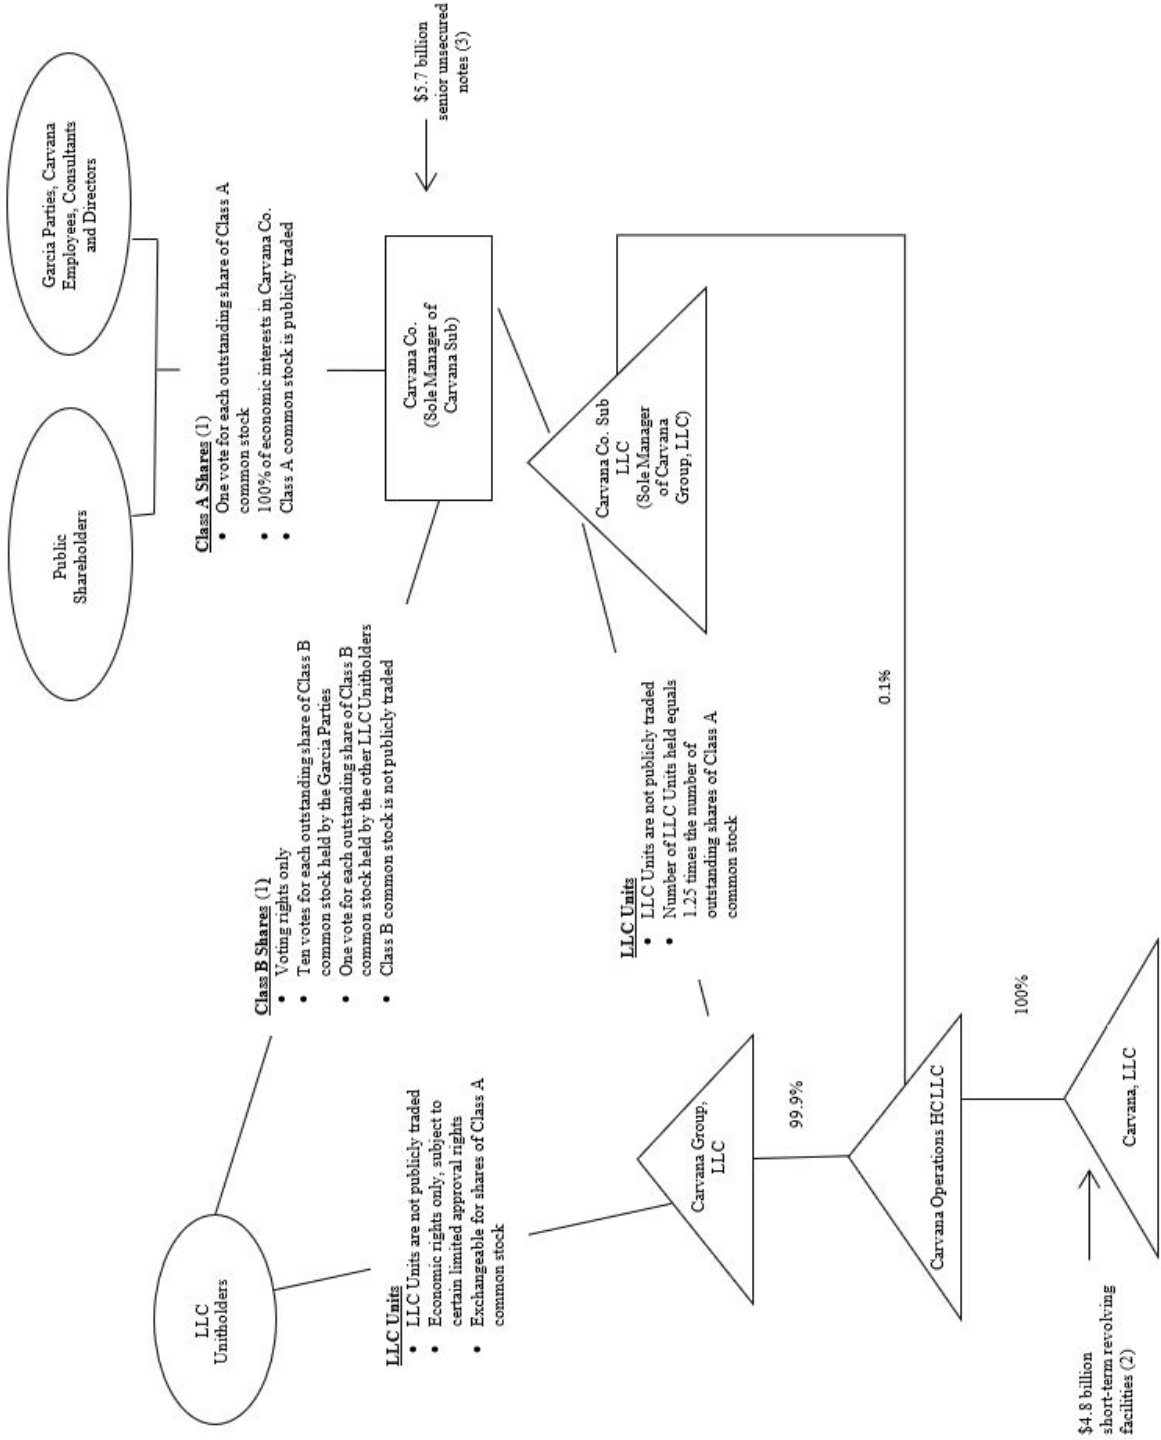 Public
Shareholders
Garcia Parties, Carvana
Employees, Consultants
and Directors
LLC
Unitholders
Class A Shares (1)
• One vote for each outstanding share of Class A
common stock
• 100% of economic interests in Carvana Co.
• Class A common stock is publicly traded
Class B Shares (1)
• Voting rights only
• Ten votes for each outstanding share of Class B
common stock held by the Garcia Parties
• One vote for each outstanding share of Class B
common stock held by the other LLC Unitholders
• Class B common stock is not publicly traded
Carvana Co.
(Sole Manager of
Carvana Sub)
$5.7 billion
senior unsecured
notes (3)
LLC Units
• LLC Units are not publicly traded
• Economic rights only, subject to
certain limited approval rights
• Exchangeable for shares of Class A
common stock
Carvana Co. Sub
LLC
(Sole Manager
of Carvana
Group, LLC)
LLC Units
• LLC Units are not publicly traded
• Number of LLC Units held equals
1.25 times the number of
outstanding shares of Class A
common stock
Carvana Group,
LLC
99.9%
0.1%
Carvana Operations HC LLC
100%
$4.8 billion
short-term revolving
facilities (2)
Carvana, LLC